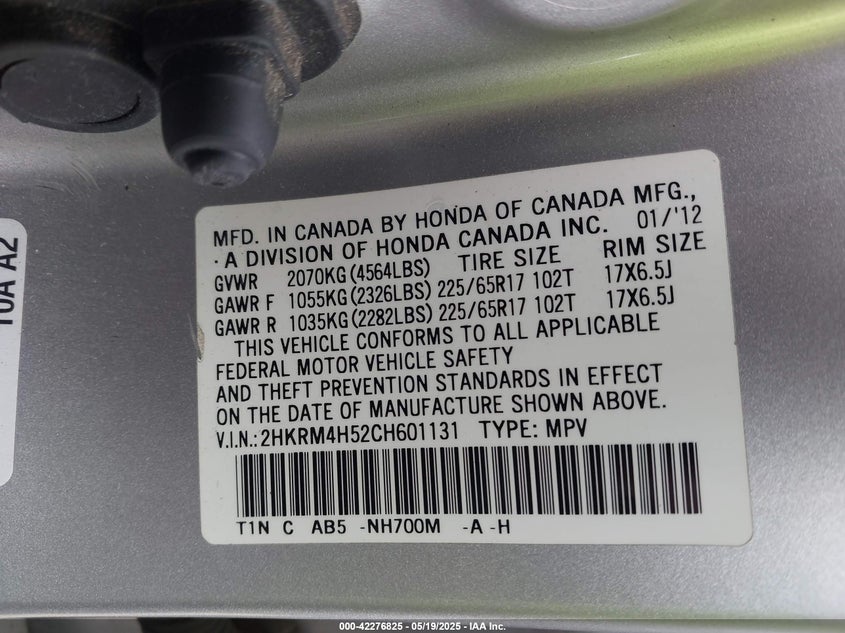 MFD. IN CANADA BY HONDA OF CANADA MFG.,
· A DIVISION OF HONDA CANADA INC. 01/'12
GVWR 2070KG(4564LBS) TIRE SIZE RIM SIZE
GAWR F 1055KG(2326LBS) 225/65R17 102T 17X6.5J
GAWR R 1035KG(2282LBS) 225/65R17 102T 17X6.5J
THIS VEHICLE CONFORMS TO ALL APPLICABLE
FEDERAL MOTOR VEHICLE SAFETY
AND THEFT PREVENTION STANDARDS IN EFFECT
ON THE DATE OF MANUFACTURE SHOWN ABOVE.
V.I.N.:2HKRM4H52CH601131 TYPE: MPV
T1N C AB5 -NH700M -A -H
000-42276825 - 05/19/2025 - IAA Inc.